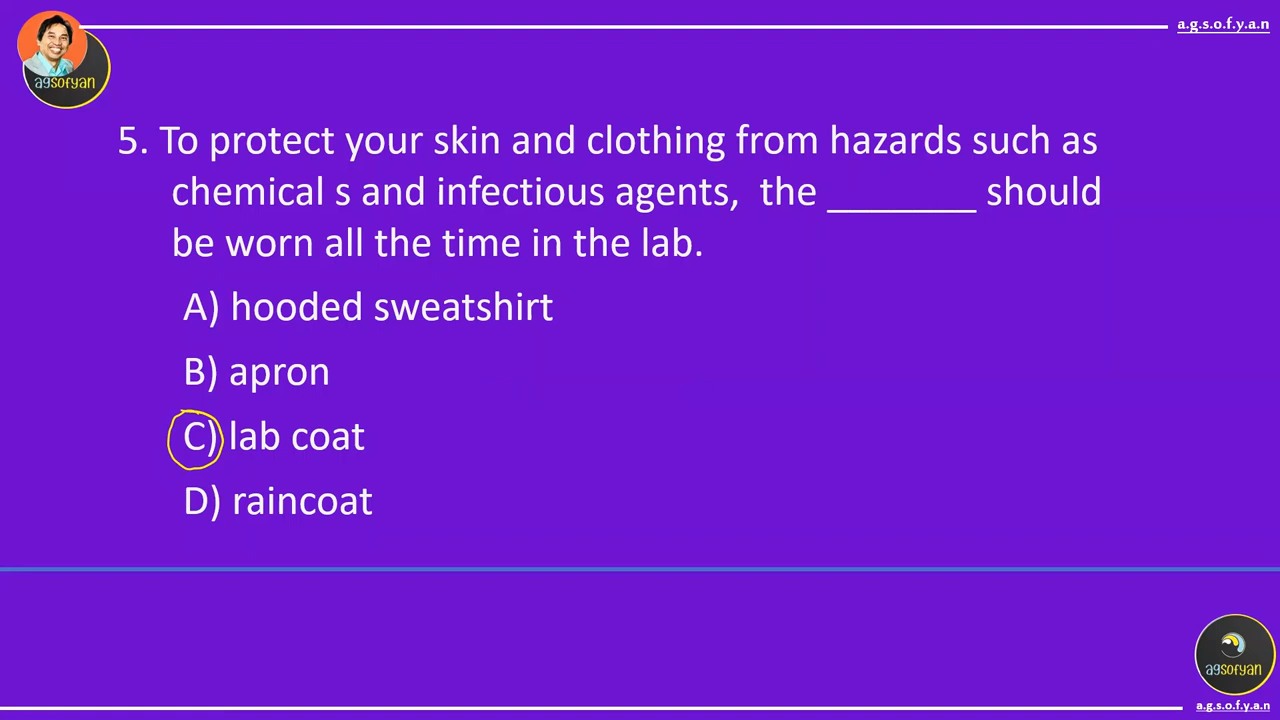 a.g.s.o.f.y.a.n
agsofyan
5. To protect your skin and clothing from hazards such as
chemical s and infectious agents, the _______ should
be worn all the time in the lab.
A) hooded sweatshirt
B) apron
C) lab coat
D) raincoat
agsofyan
a.g.s.o.f.y.a.n